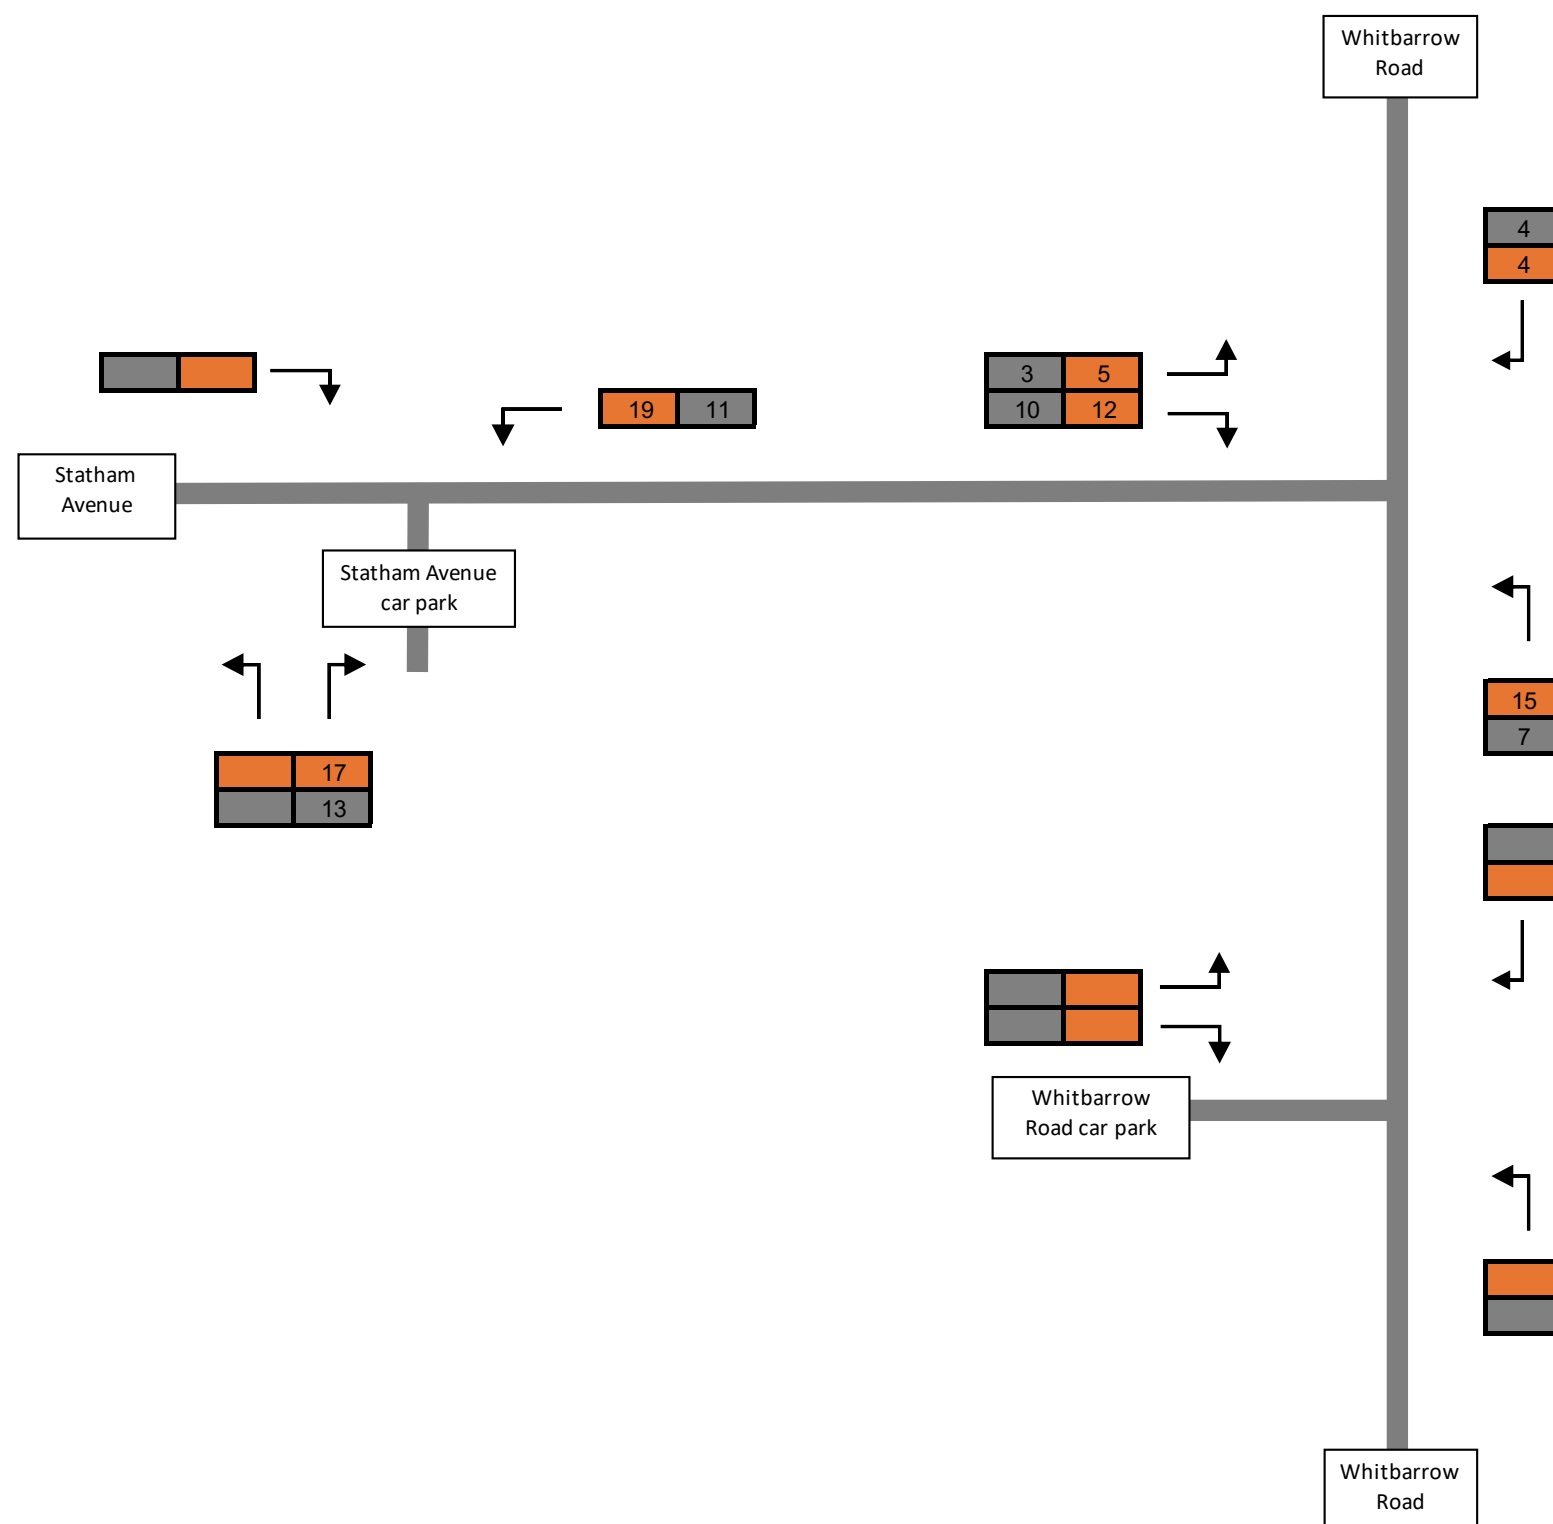 Whitbarrow
Road
4
4
3 5
10 12
19 11
Statham
Avenue
Statham Avenue
car park
15
7
17
13
Whitbarrow
Road car park
Whitbarrow
Road